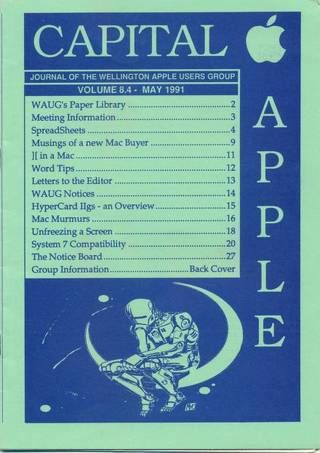 CAPITAL
APPLE
JOURNAL OF THE WELLINGTON APPLE USERS GROUP
VOLUME 8.4 - MAY 1991
WAUG's Paper Library ........ 2
Meeting Information ........ 3
SpreadSheets ........ 4
Musings of a new Mac Buyer ........ 9
][ in a Mac ........ 11
Word Tips ........ 12
Letters to the Editor ........ 13
WAUG Notices ........ 14
HyperCard IIgs - an Overview ........ 15
Mac Murmurs ........ 16
Unfreezing a Screen ........ 18
System 7 Compatibility ........ 20
The Notice Board ........ 27
Group Information ........ Back Cover